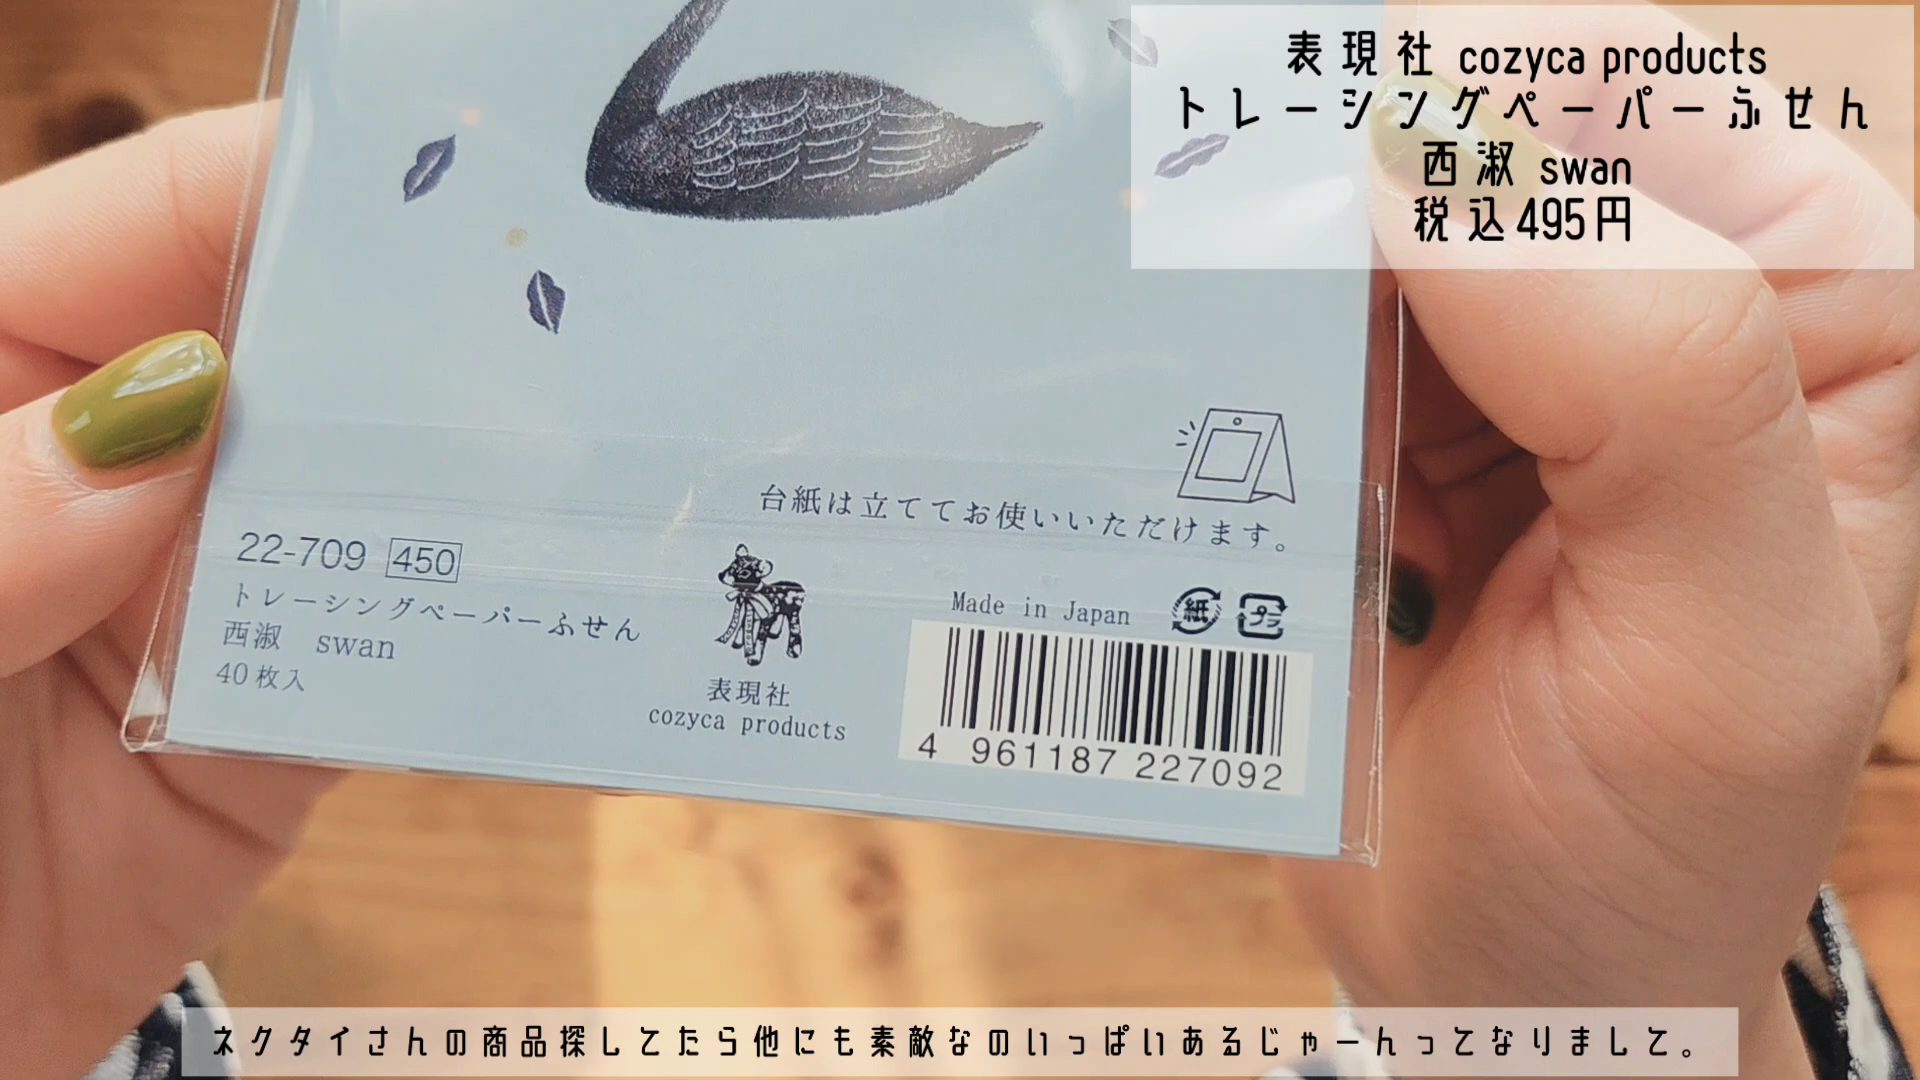 表現社 cozyca products
トレーシングペーパーふせん
西淑 swan
税込495円
台紙は立ててお使いいただけます。
22-709 450
トレーシングペーパーふせん
西淑 swan
40枚入
表現社
cozyca products
Made in Japan
紙 プラ
4 961187 227092
ネクタイさんの商品探してたら他にも素敵なのいっぱいあるじゃーんってなりまして。